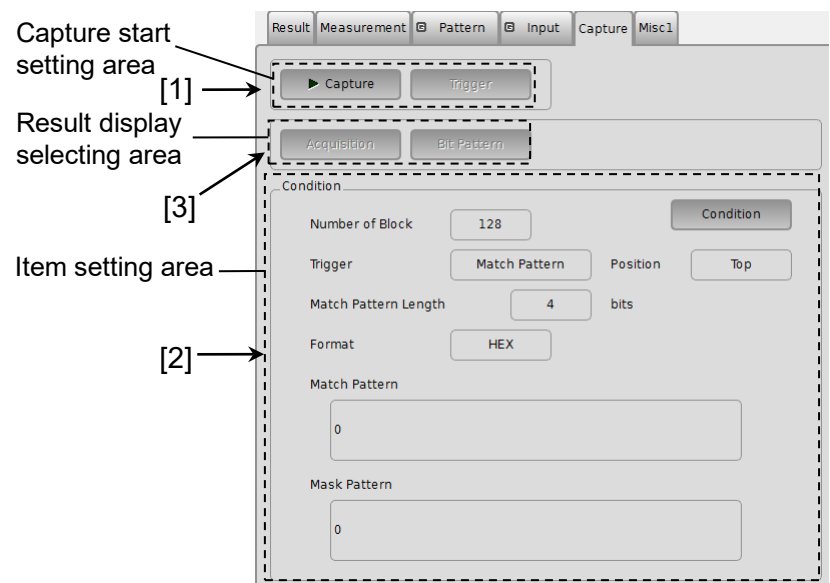 Result Measurement G Pattern G Input Capture Misc1
Capture start
setting area
[1]
Capture Trigger
Result display
selecting area
Acquisition Bit Pattern
[3]
Condition
Condition
Number of Block 128
Trigger Match Pattern Position Top
Item setting area
Match Pattern Length 4 bits
Format HEX
[2]
Match Pattern
0
Mask Pattern
0